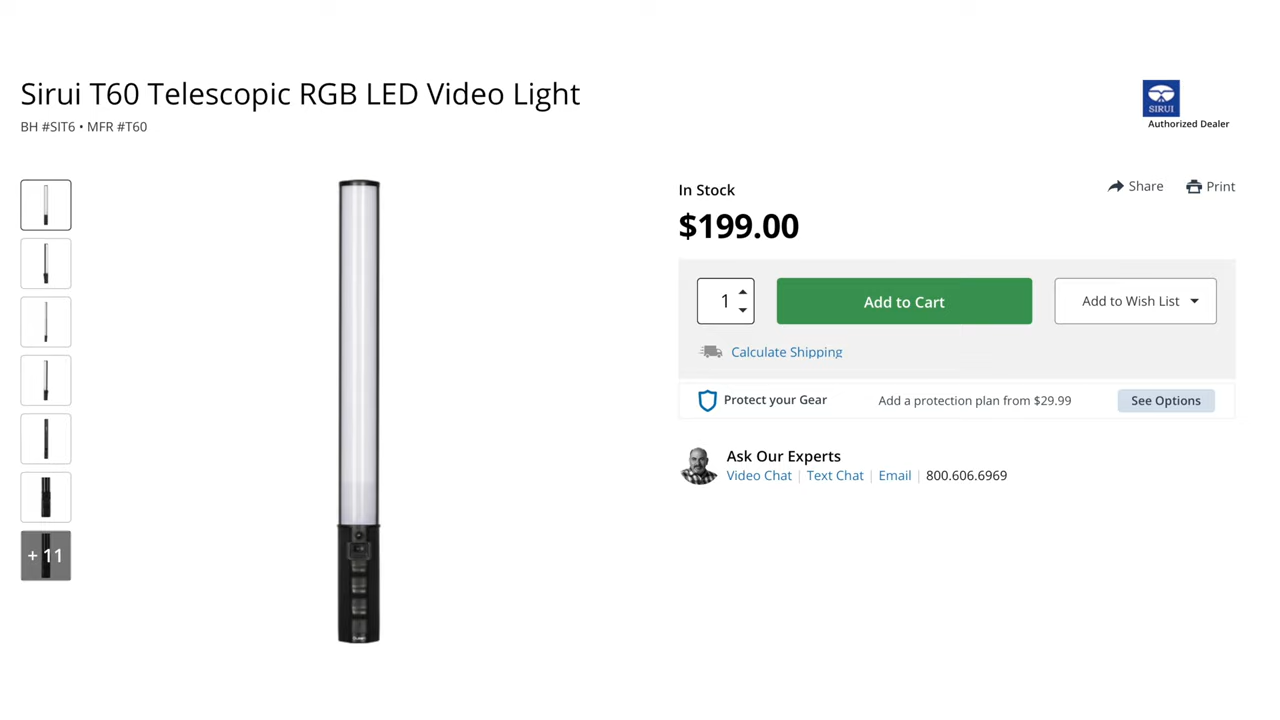 Sirui T60 Telescopic RGB LED Video Light
BH #SIT6 • MFR #T60
SIRUI
Authorized Dealer
+ 11
In Stock
Share
Print
$199.00
1
Add to Cart
Add to Wish List
Calculate Shipping
Protect your Gear
Add a protection plan from $29.99
See Options
Ask Our Experts
Video Chat | Text Chat | Email | 800.606.6969